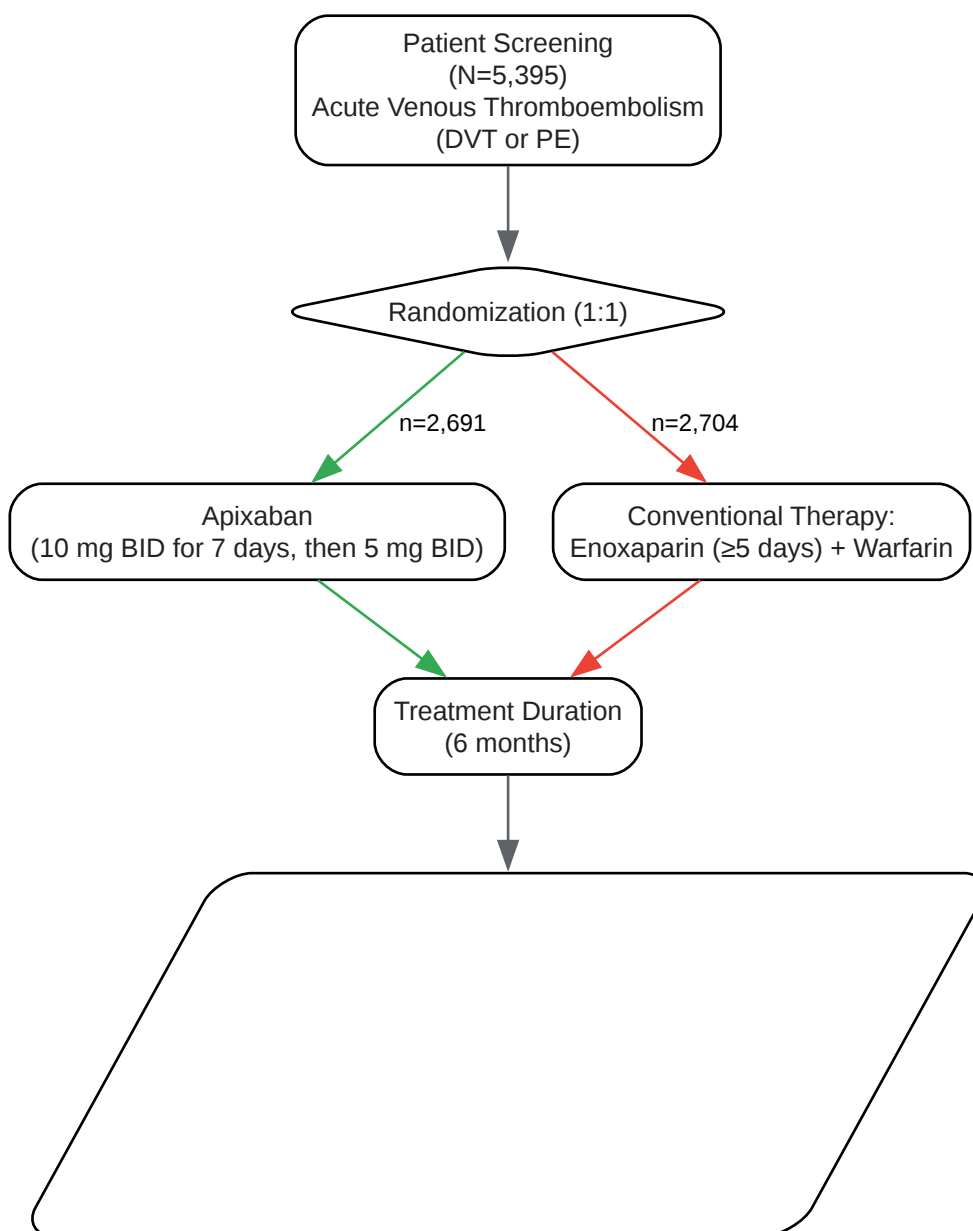 Patient Screening
(N=5,395)
Acute Venous Thromboembolism
(DVT or PE)
Randomization (1:1)
n=2,691
n=2,704
Apixaban
(10 mg BID for 7 days, then 5 mg BID)
Conventional Therapy:
Enoxaparin (≥5 days) + Warfarin
Treatment Duration
(6 months)